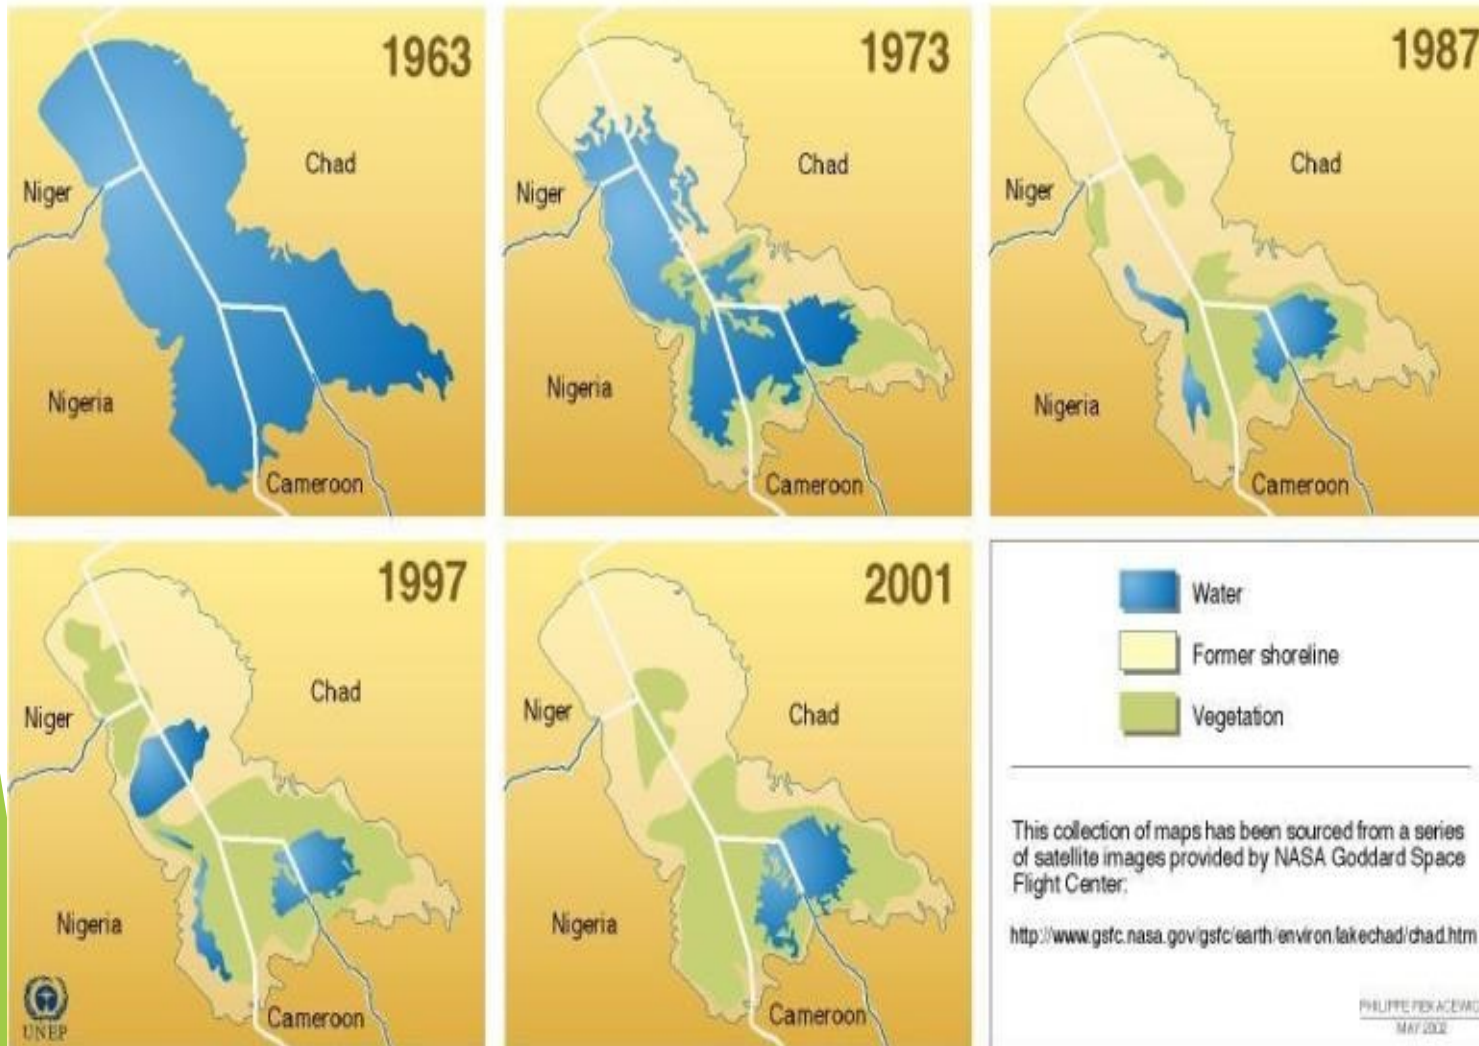 1963
Chad
Niger
Nigeria
Cameroon
1973
Chad
Niger
Nigeria
Cameroon
1987
Chad
Niger
Nigeria
Cameroon
1997
Chad
Niger
Nigeria
Cameroon
UNEP
2001
Chad
Niger
Nigeria
Cameroon
Water
Former shoreline
Vegetation
This collection of maps has been sourced from a series
of satellite images provided by NASA Goddard Space
Flight Center:
http://www.gsfc.nasa.gov/gsfc/earth/environ/lakechad/chad.htm
PHILIPPE
MAY 2002